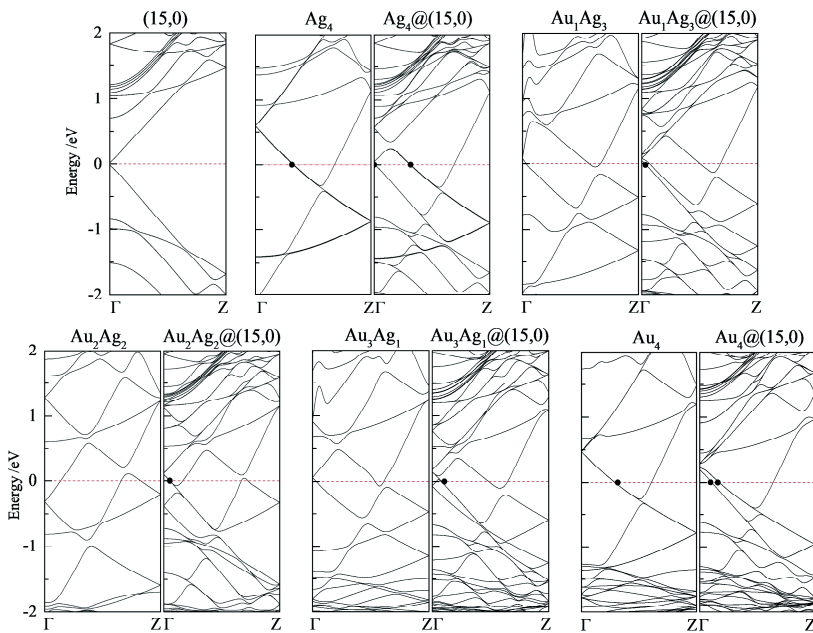 (15,0) Ag₄ Ag₄@(15,0) Au₁Ag₃ Au₁Ag₃@(15,0)
2
1
0
-1
-2
Energy /eV
Γ Z Γ ZΓ Z Γ ZΓ Z
Au₂Ag₂ Au₂Ag₂@(15,0) Au₃Ag₁ Au₃Ag₁@(15,0) Au₄ Au₄@(15,0)
2
1
0
-1
-2
Energy /eV
Γ ZΓ Z Γ ZΓ Z Γ ZΓ Z